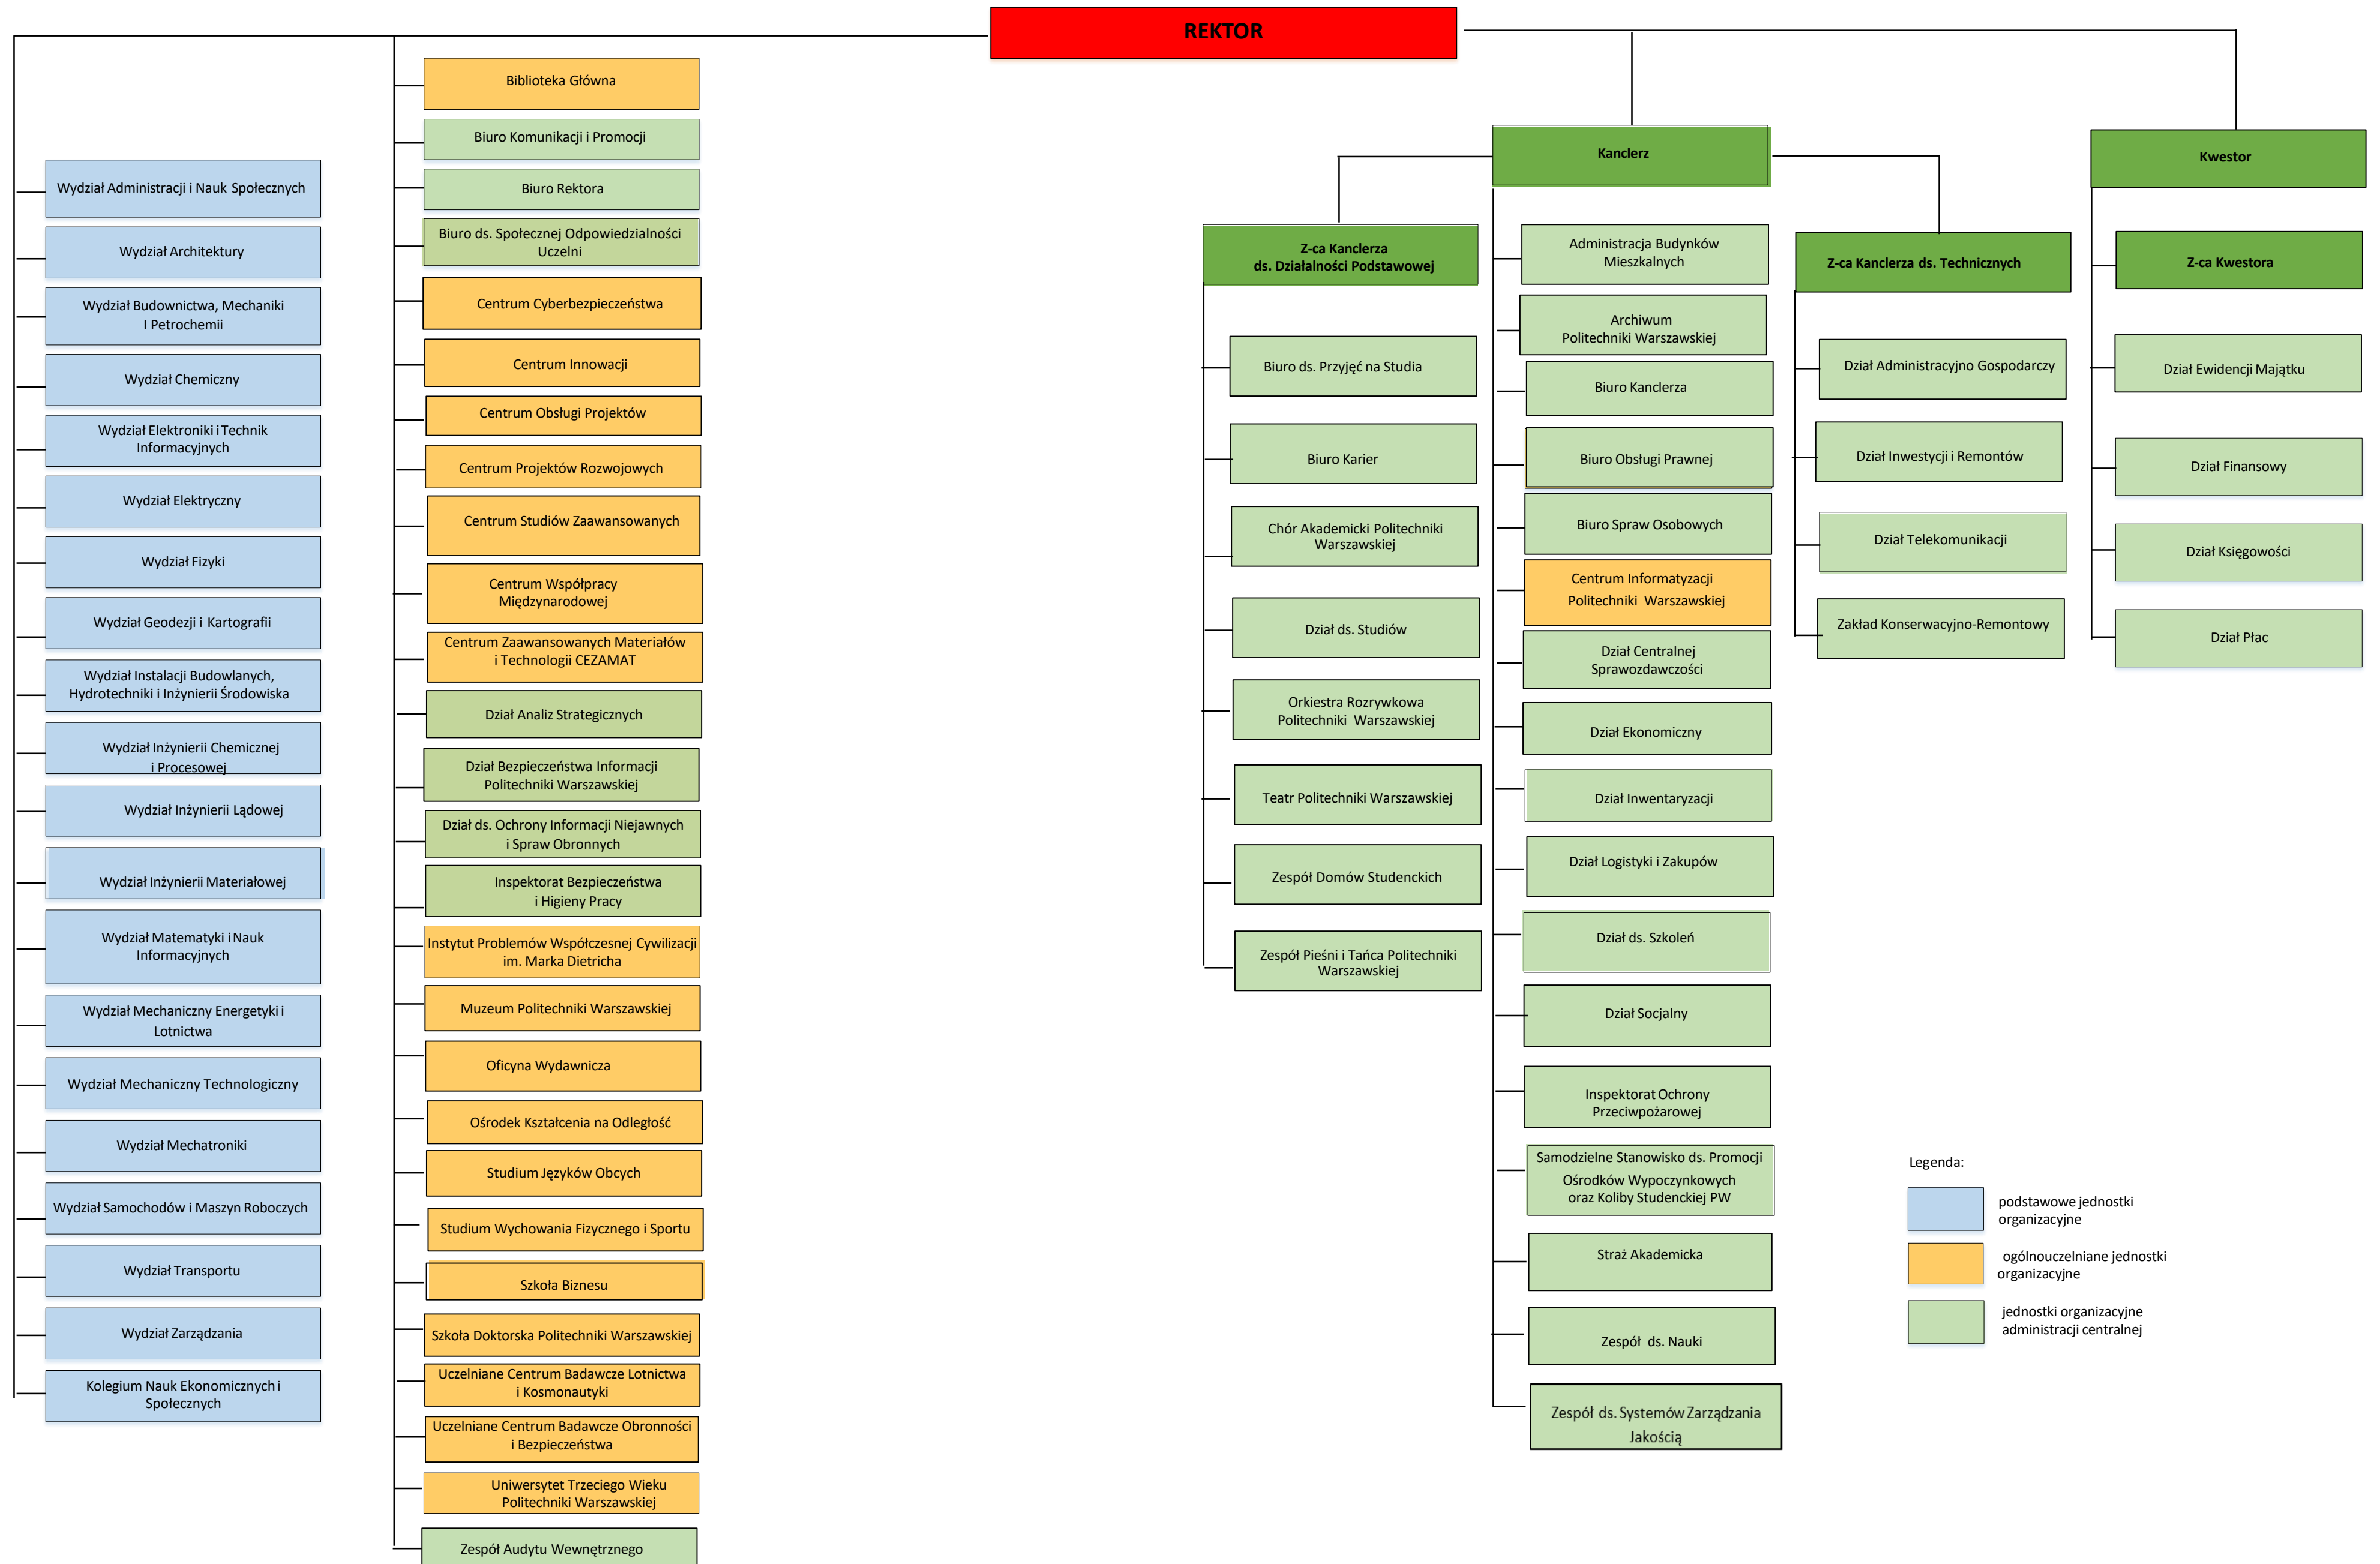 REKTOR
Wydział Administracji i Nauk Społecznych
Wydział Architektury
Wydział Budownictwa, Mechaniki
I Petrochemii
Wydział Chemiczny
Wydział Elektroniki i Technik
Informacyjnych
Wydział Elektryczny
Wydział Fizyki
Wydział Geodezji i Kartografii
Wydział Instalacji Budowlanych,
Hydrotechniki i Inżynierii Środowiska
Wydział Inżynierii Chemicznej
i Procesowej
Wydział Inżynierii Lądowej
Wydział Inżynierii Materiałowej
Wydział Matematyki i Nauk
Informacyjnych
Wydział Mechaniczny Energetyki i
Lotnictwa
Wydział Mechaniczny Technologiczny
Wydział Mechatroniki
Wydział Samochodów i Maszyn Roboczych
Wydział Transportu
Wydział Zarządzania
Kolegium Nauk Ekonomicznych i
Społecznych
Biblioteka Główna
Biuro Komunikacji i Promocji
Biuro Rektora
Biuro ds. Społecznej Odpowiedzialności
Uczelni
Centrum Cyberbezpieczeństwa
Centrum Innowacji
Centrum Obsługi Projektów
Centrum Projektów Rozwojowych
Centrum Studiów Zaawansowanych
Centrum Współpracy
Międzynarodowej
Centrum Zaawansowanych Materiałów
i Technologii CEZAMAT
Dział Analiz Strategicznych
Dział Bezpieczeństwa Informacji
Politechniki Warszawskiej
Dział ds. Ochrony Informacji Niejawnych
i Spraw Obronnych
Inspektorat Bezpieczeństwa
i Higieny Pracy
Instytut Problemów Współczesnej Cywilizacji
im. Marka Dietricha
Muzeum Politechniki Warszawskiej
Oficyna Wydawnicza
Ośrodek Kształcenia na Odległość
Studium Języków Obcych
Studium Wychowania Fizycznego i Sportu
Szkoła Biznesu
Szkoła Doktorska Politechniki Warszawskiej
Uczelniane Centrum Badawcze Lotnictwa
i Kosmonautyki
Uczelniane Centrum Badawcze Obronności
i Bezpieczeństwa
Uniwersytet Trzeciego Wieku
Politechniki Warszawskiej
Zespół Audytu Wewnętrznego
Kanclerz
Z-ca Kanclerza
ds. Działalności Podstawowej
Biuro ds. Przyjęć na Studia
Biuro Karier
Chór Akademicki Politechniki
Warszawskiej
Dział ds. Studiów
Orkiestra Rozrywkowa
Politechniki Warszawskiej
Teatr Politechniki Warszawskiej
Zespół Domów Studenckich
Zespół Pieśni i Tańca Politechniki
Warszawskiej
Administracja Budynków
Mieszkalnych
Archiwum
Politechniki Warszawskiej
Biuro Kanclerza
Biuro Obsługi Prawnej
Biuro Spraw Osobowych
Centrum Informatyzacji
Politechniki Warszawskiej
Dział Centralnej
Sprawozdawczości
Dział Ekonomiczny
Dział Inwentaryzacji
Dział Logistyki i Zakupów
Dział ds. Szkoleń
Dział Socjalny
Inspektorat Ochrony
Przeciwpożarowej
Samodzielne Stanowisko ds. Promocji
Ośrodków Wypoczynkowych
oraz Koliby Studenckiej PW
Straż Akademicka
Zespół ds. Nauki
Zespół ds. Systemów Zarządzania
Jakością
Z-ca Kanclerza ds. Technicznych
Dział Administracyjno Gospodarczy
Dział Inwestycji i Remontów
Dział Telekomunikacji
Zakład Konserwacyjno-Remontowy
Kwestor
Z-ca Kwestora
Dział Ewidencji Majątku
Dział Finansowy
Dział Księgowości
Dział Płac
Legenda:
podstawowe jednostki
organizacyjne
ogólnouczelniane jednostki
organizacyjne
jednostki organizacyjne
administracji centralnej